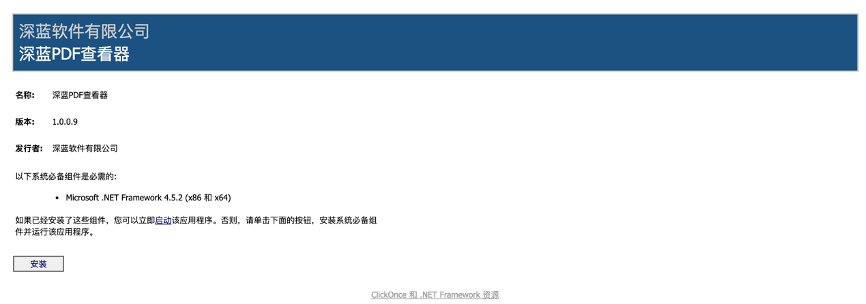 深蓝软件有限公司
深蓝PDF查看器
名称: 深蓝PDF查看器
版本: 1.0.0.9
发行者: 深蓝软件有限公司
以下系统必备组件是必需的:
• Microsoft .NET Framework 4.5.2 (x86 和 x64)
如果已经安装了这些组件，您可以立即启动该应用程序。否则，请单击下面的按钮，安装系统必备组
件并运行该应用程序。
安装
ClickOnce 和 .NET Framework 资源